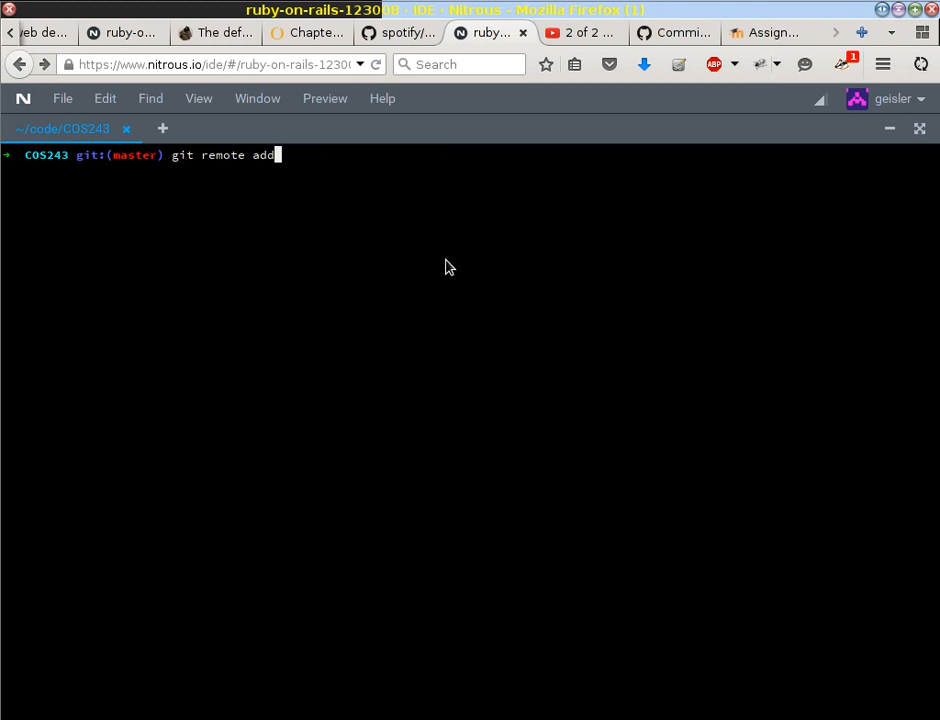 ruby-on-rails-123008 - IDE - Nitrous - Mozilla Firefox (1)
eb de... ruby-o... The def... Chapte... spotify/... ruby... 2 of 2 ... Commi... Assign...
https://www.nitrous.io/ide/#/ruby-on-rails-1230 Search ABP 1
N File Edit Find View Window Preview Help geisler
~/code/COS243
COS243 git:(master) git remote add